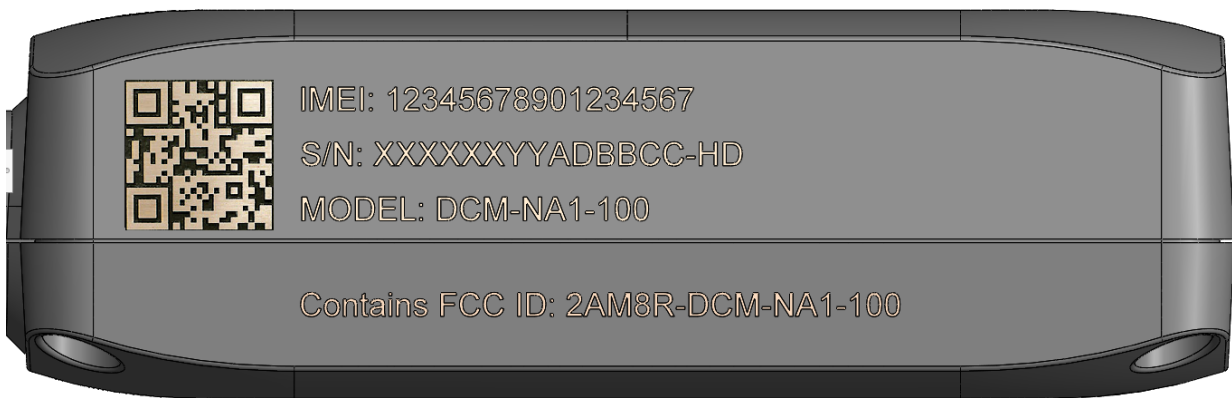 IMEI: 12345678901234567
S/N: XXXXXXYYADBBCC-HD
MODEL: DCM-NA1-100
Contains FCC ID: 2AM8R-DCM-NA1-100